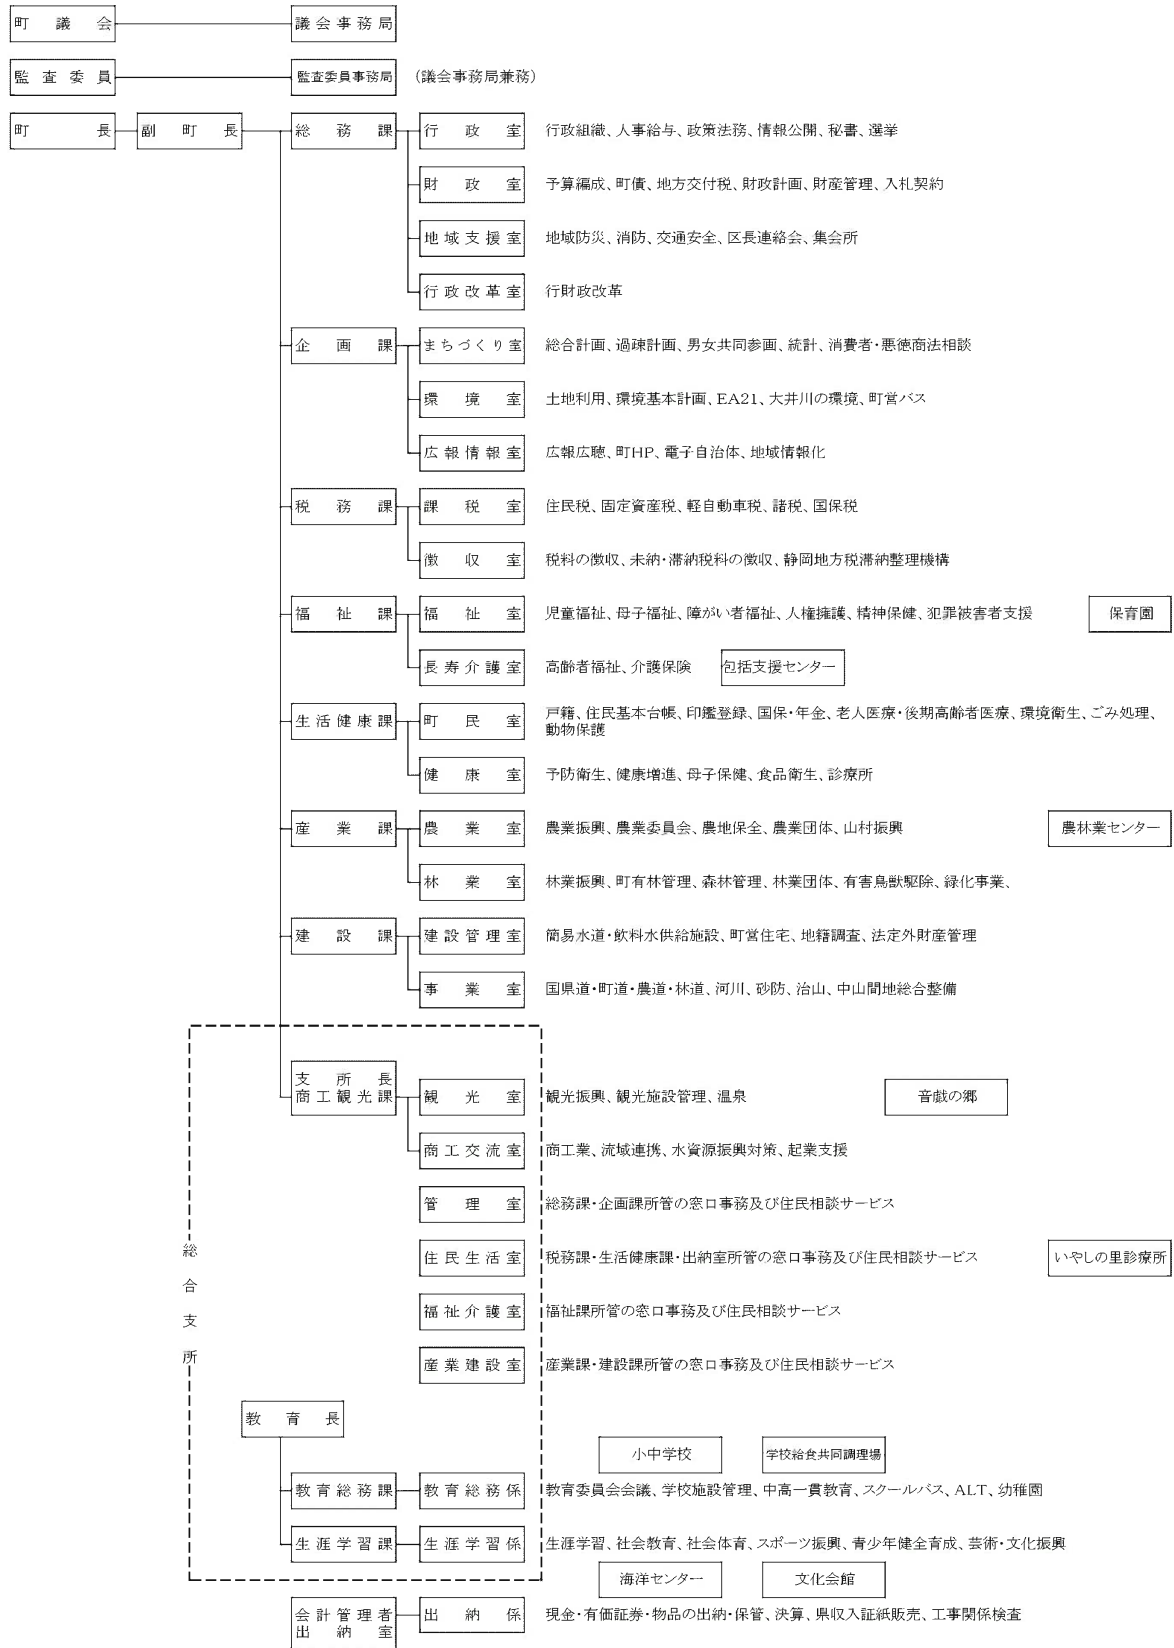 町議会 議会事務局
監査委員 監査委員事務局 (議会事務局兼務)
町長 副町長 総務課 行政室 行政組織、人事給与、政策法務、情報公開、秘書、選挙
財政室 予算編成、町債、地方交付税、財政計画、財産管理、入札契約
地域支援室 地域防災、消防、交通安全、区長連絡会、集会所
行政改革室 行財政改革
企画課 まちづくり室 総合計画、過疎計画、男女共同参画、統計、消費者・悪徳商法相談
環境室 土地利用、環境基本計画、EA21、大井川の環境、町営バス
広報情報室 広報広聴、町HP、電子自治体、地域情報化
税務課 課税室 住民税、固定資産税、軽自動車税、諸税、国保税
徴収室 税料の徴収、未納・滞納税料の徴収、静岡地方税滞納整理機構
福祉課 福祉室 児童福祉、母子福祉、障がい者福祉、人権擁護、精神保健、犯罪被害者支援 保育園
長寿介護室 高齢者福祉、介護保険 包括支援センター
生活健康課 町民室 戸籍、住民基本台帳、印鑑登録、国保・年金、老人医療・後期高齢者医療、環境衛生、ごみ処理、
動物保護
健康室 予防衛生、健康増進、母子保健、食品衛生、診療所
産業課 農業室 農業振興、農業委員会、農地保全、農業団体、山村振興 農林業センター
林業室 林業振興、町有林管理、森林管理、林業団体、有害鳥獣駆除、緑化事業、
建設課 建設管理室 簡易水道・飲料水供給施設、町営住宅、地籍調査、法定外財産管理
事業室 国県道・町道・農道・林道、河川、砂防、治山、中山間地総合整備
総合支所
支所長
商工観光課 観光室 観光振興、観光施設管理、温泉 音戯の郷
商工交流室 商工業、流域連携、水資源振興対策、起業支援
管理室 総務課・企画課所管の窓口事務及び住民相談サービス
住民生活室 税務課・生活健康課・出納室所管の窓口事務及び住民相談サービス いやしの里診療所
福祉介護室 福祉課所管の窓口事務及び住民相談サービス
産業建設室 産業課・建設課所管の窓口事務及び住民相談サービス
教育長
小中学校 学校給食共同調理場
教育総務課 教育総務係 教育委員会会議、学校施設管理、中高一貫教育、スクールバス、ALT、幼稚園
生涯学習課 生涯学習係 生涯学習、社会教育、社会体育、スポーツ振興、青少年健全育成、芸術・文化振興
海洋センター 文化会館
会計管理者
出納室 出納係 現金・有価証券・物品の出納・保管、決算、県収入証紙販売、工事関係検査